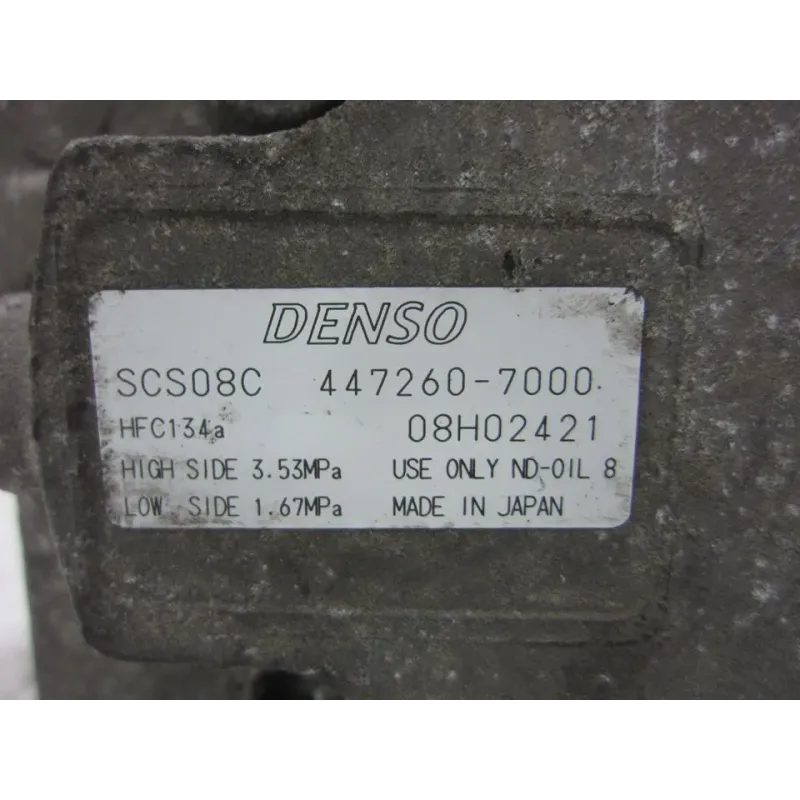 DENSO
SCS08C 447260-7000
HFC134a 08H02421
HIGH SIDE 3.53MPa USE ONLY ND-OIL 8
LOW SIDE 1.67MPa MADE IN JAPAN